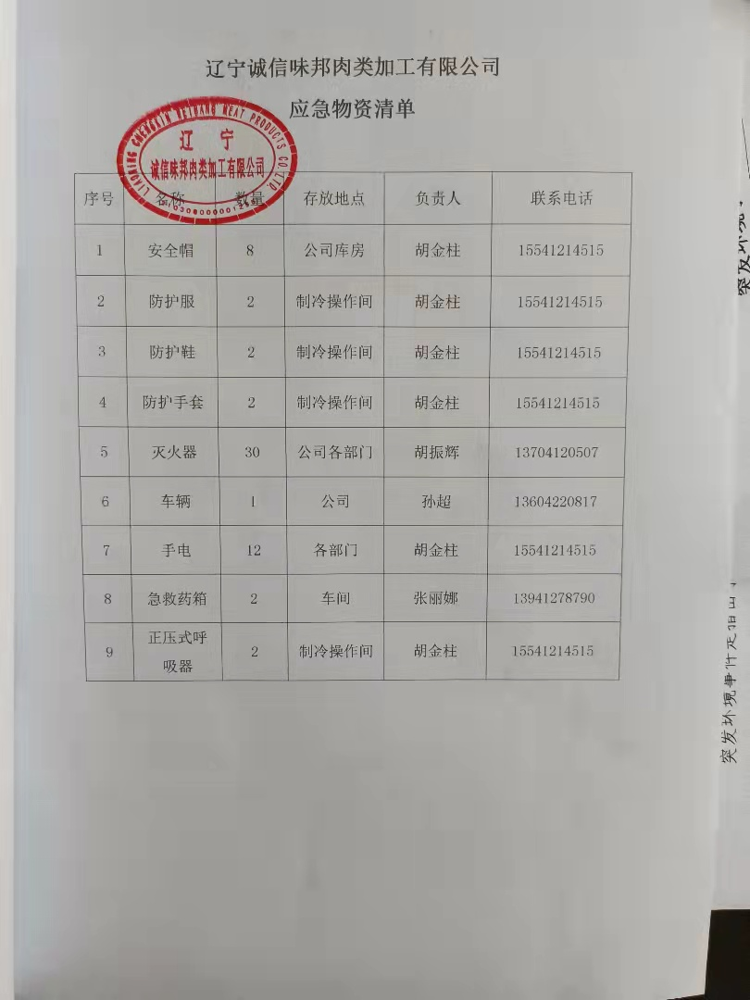 辽宁诚信味邦肉类加工有限公司
应急物资清单
LIAONING CHENGXIN WEIBANG MEAT PRODUCTS CO.,LTD.
辽 宁
诚信味邦肉类加工有限公司
序号 名称 数量 存放地点 负责人 联系电话
1 安全帽 8 公司库房 胡金柱 15541214515
2 防护服 2 制冷操作间 胡金柱 15541214515
3 防护鞋 2 制冷操作间 胡金柱 15541214515
4 防护手套 2 制冷操作间 胡金柱 15541214515
5 灭火器 30 公司各部门 胡振辉 13704120507
6 车辆 1 公司 孙超 13604220817
7 手电 12 各部门 胡金柱 15541214515
8 急救药箱 2 车间 张丽娜 13941278790
9 正压式呼
吸器 2 制冷操作间 胡金柱 15541214515
突发环境事件
突发环境